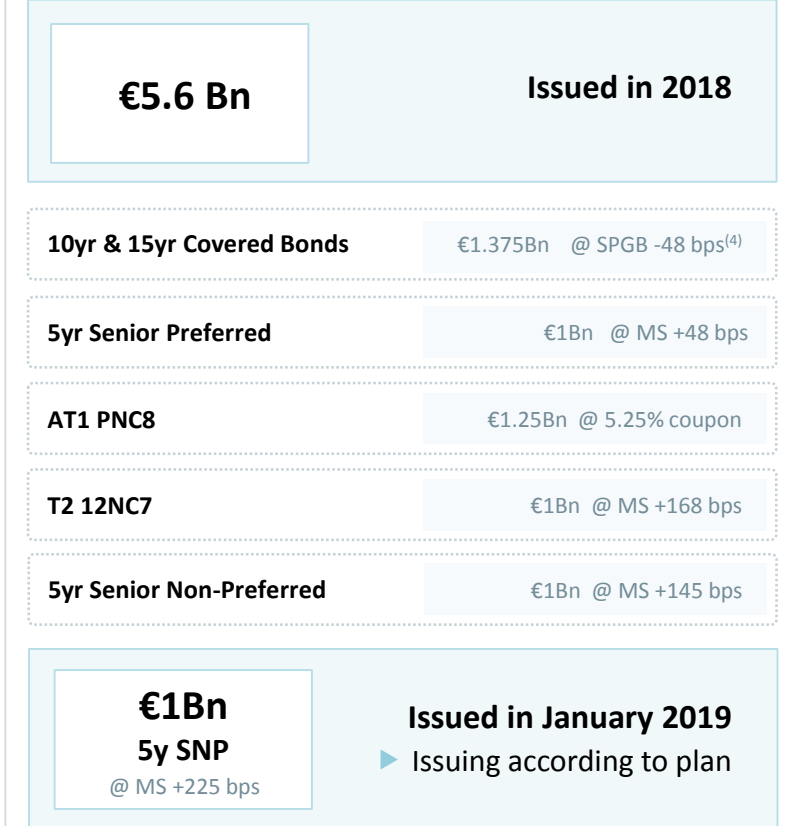 €5.6 Bn
Issued in 2018
10yr & 15yr Covered Bonds €1.375Bn @ SPGB -48 bps(4)
5yr Senior Preferred €1Bn @ MS +48 bps
AT1 PNC8 €1.25Bn @ 5.25% coupon
T2 12NC7 €1Bn @ MS +168 bps
5yr Senior Non-Preferred €1Bn @ MS +145 bps
€1Bn
5y SNP
@ MS +225 bps
Issued in January 2019
Issuing according to plan